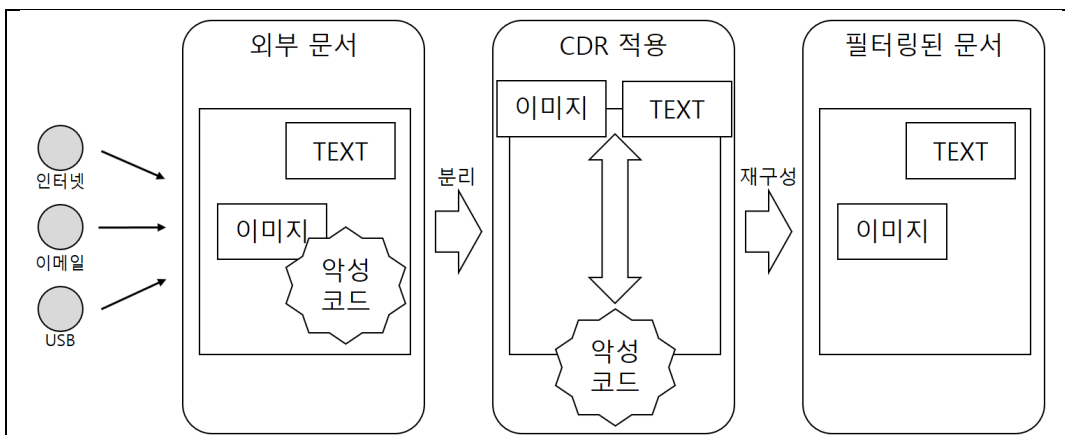 외부 문서
CDR 적용
필터링된 문서
인터넷
이메일
USB
TEXT
이미지
악성
코드
분리
이미지
TEXT
악성
코드
재구성
TEXT
이미지